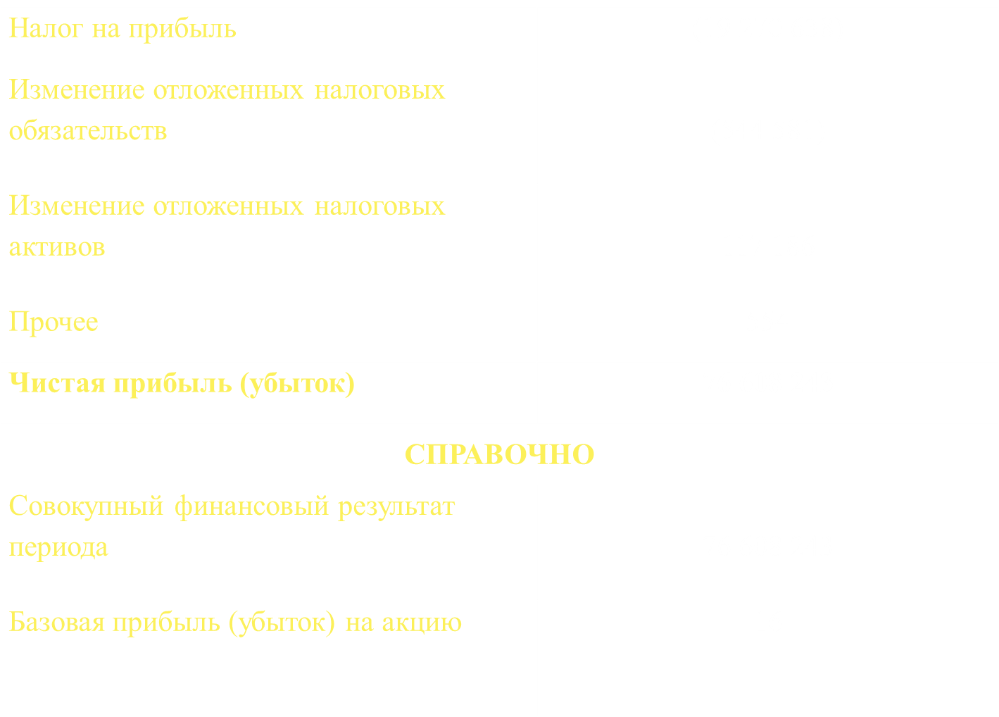 Налог на прибыль
Изменение отложенных налоговых
обязательств
Изменение отложенных налоговых
активов
Прочее
Чистая прибыль (убыток)
СПРАВОЧНО
Совокупный финансовый результат
периода
Базовая прибыль (убыток) на акцию